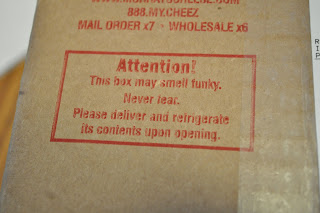 888.MY.CHEEZ
MAIL ORDER x7 • WHOLESALE x6
Attention!
This box may smell funky.
Never fear.
Please deliver and refrigerate
its contents upon opening.